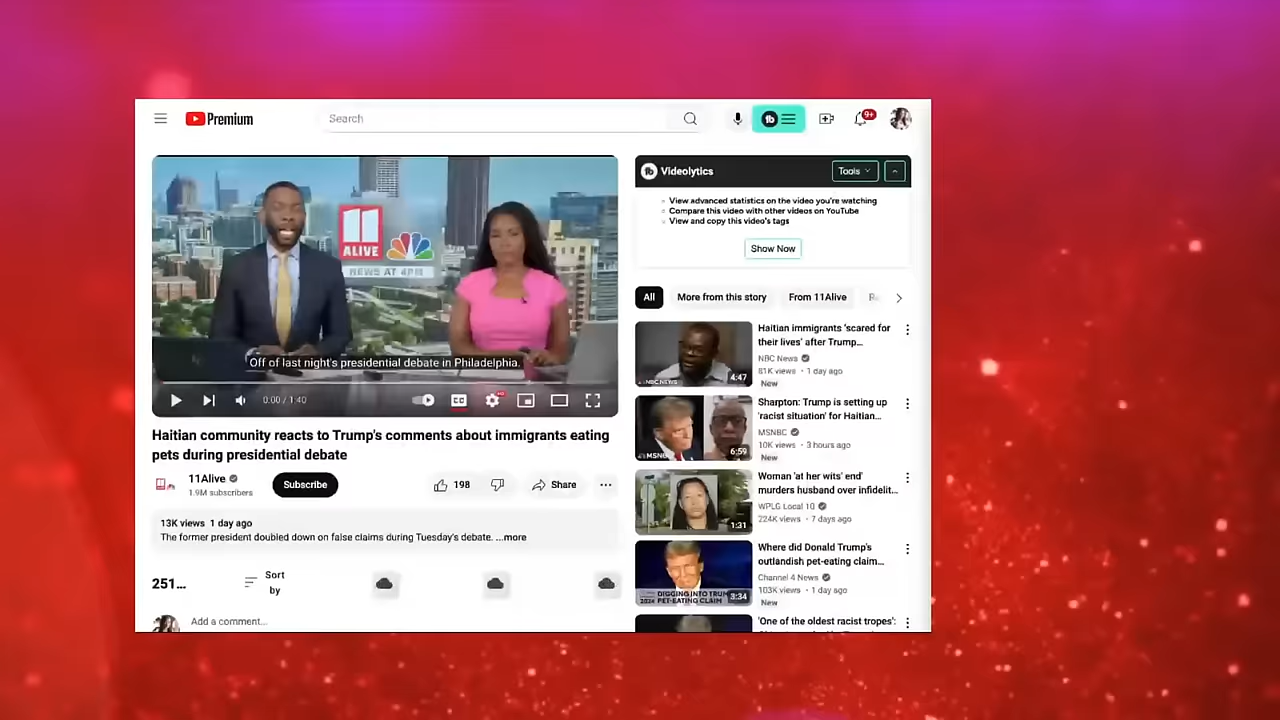 Premium
Search
9+
11
ALIVE
NEWS AT 4PM
Off of last night's presidential debate in Philadelphia.
0:00 / 1:40
CC
Haitian community reacts to Trump's comments about immigrants eating
pets during presidential debate
11Alive
1.9M subscribers
Subscribe
198
Share
13K views 1 day ago
The former president doubled down on false claims during Tuesday's debate. ...more
251...
Sort
by
Add a comment...
Videolytics
Tools
View advanced statistics on the video you're watching
Compare this video with other videos on YouTube
View and copy this video's tags
Show Now
All
More from this story
From 11Alive
NBC NEWS
4:47
Haitian immigrants 'scared for
their lives' after Trump...
NBC News
81K views • 1 day ago
New
MSN
6:59
Sharpton: Trump is setting up
'racist situation' for Haitian...
MSNBC
10K views • 3 hours ago
New
1:31
Woman 'at her wits' end'
murders husband over infidelit...
WPLG Local 10
224K views • 7 days ago
DIGGING INTO TRUM
PET-EATING CLAIM
3:34
Where did Donald Trump's
outlandish pet-eating claim...
Channel 4 News
103K views • 1 day ago
New
'One of the oldest racist tropes':